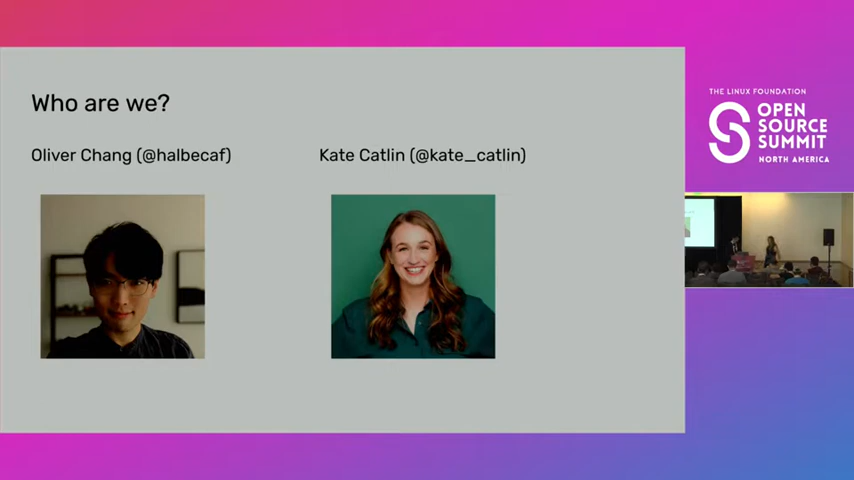 Who are we?
Oliver Chang (@halbecaf)
Kate Catlin (@kate_catlin)
THE LINUX FOUNDATION
OPEN
SOURCE
SUMMIT
NORTH AMERICA